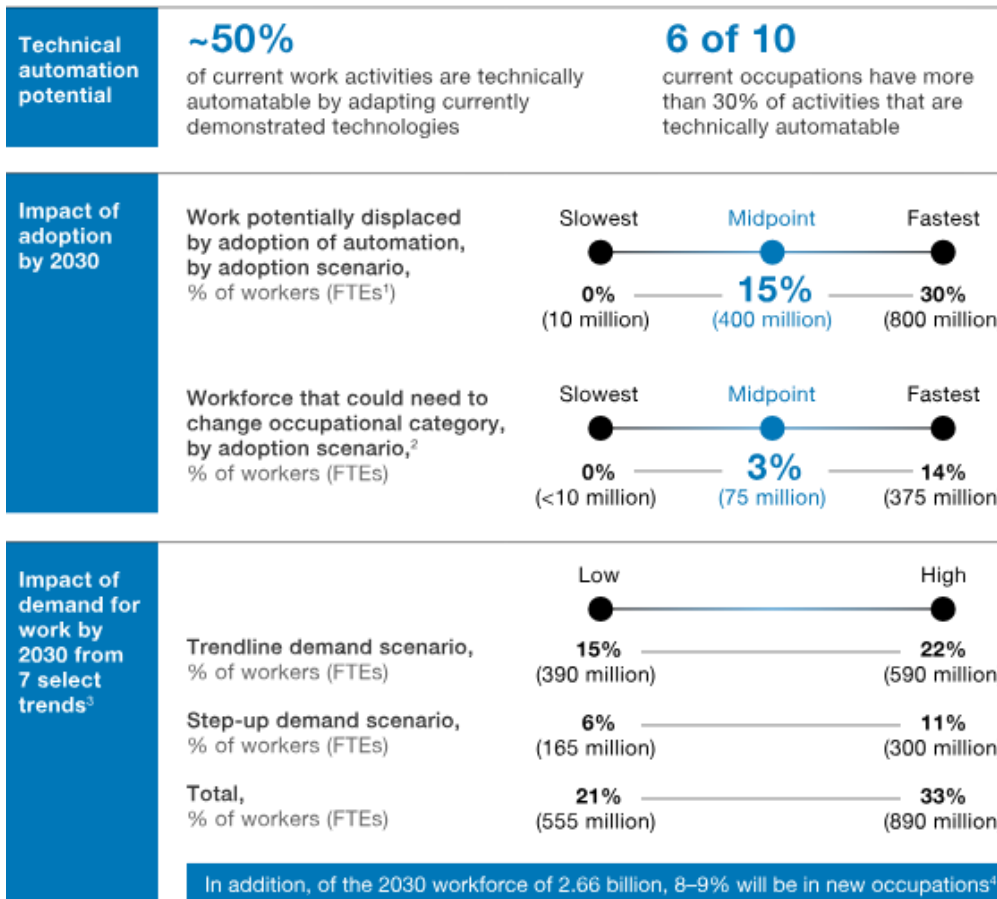 Technical
automation
potential
~50%
of current work activities are technically
automatable by adapting currently
demonstrated technologies
6 of 10
current occupations have more
than 30% of activities that are
technically automatable
Impact of
adoption
by 2030
Work potentially displaced
by adoption of automation,
by adoption scenario,
% of workers (FTEs¹)
Slowest Midpoint Fastest
0% 15% 30%
(10 million) (400 million) (800 million
Workforce that could need to
change occupational category,
by adoption scenario,²
% of workers (FTEs)
Slowest Midpoint Fastest
0% 3% 14%
(<10 million) (75 million) (375 million
Impact of
demand for
work by
2030 from
7 select
trends³
Low High
Trendline demand scenario,
% of workers (FTEs)
15% 22%
(390 million) (590 million
Step-up demand scenario,
% of workers (FTEs)
6% 11%
(165 million) (300 million
Total,
% of workers (FTEs)
21% 33%
(555 million) (890 million
In addition, of the 2030 workforce of 2.66 billion, 8–9% will be in new occupations⁴